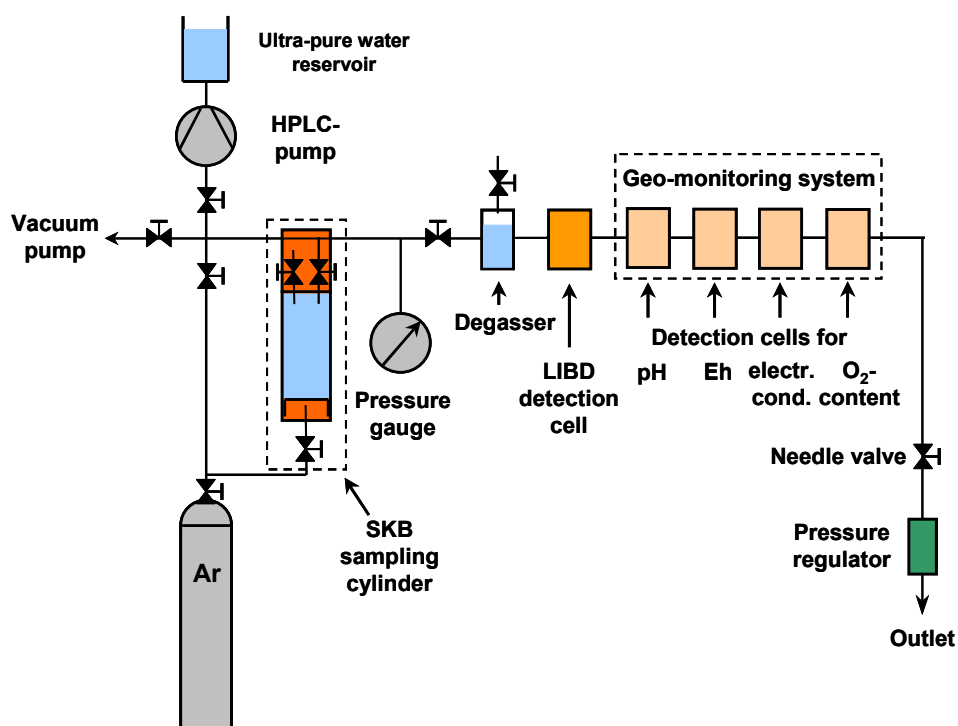 Ultra-pure water
reservoir
HPLC-
pump
Geo-monitoring system
Vacuum
pump
Degasser
Detection cells for
LIBD
detection
cell
pH
Eh
electr.
cond.
O₂-
content
Pressure
gauge
Needle valve
SKB
sampling
cylinder
Pressure
regulator
Ar
Outlet